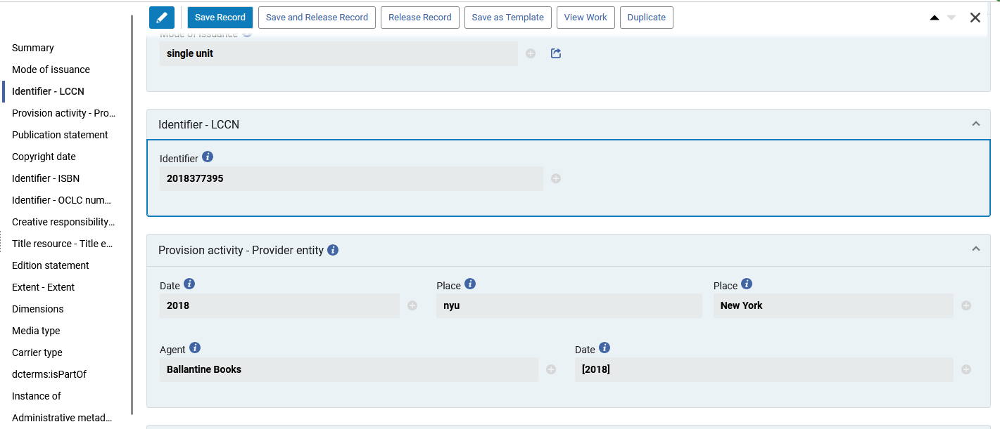 Save Record
Save and Release Record
Release Record
Save as Template
View Work
Duplicate
Summary
Mode of issuance
Identifier - LCCN
Provision activity - Pro...
Publication statement
Copyright date
Identifier - ISBN
Identifier - OCLC num...
Creative responsibility...
Title resource - Title e...
Edition statement
Extent - Extent
Dimensions
Media type
Carrier type
dcterms:isPartOf
Instance of
Administrative metad...
Mode of issuance
single unit
Identifier - LCCN
Identifier
2018377395
Provision activity - Provider entity
Date
Place
Place
2018
nyu
New York
Agent
Date
Ballantine Books
[2018]